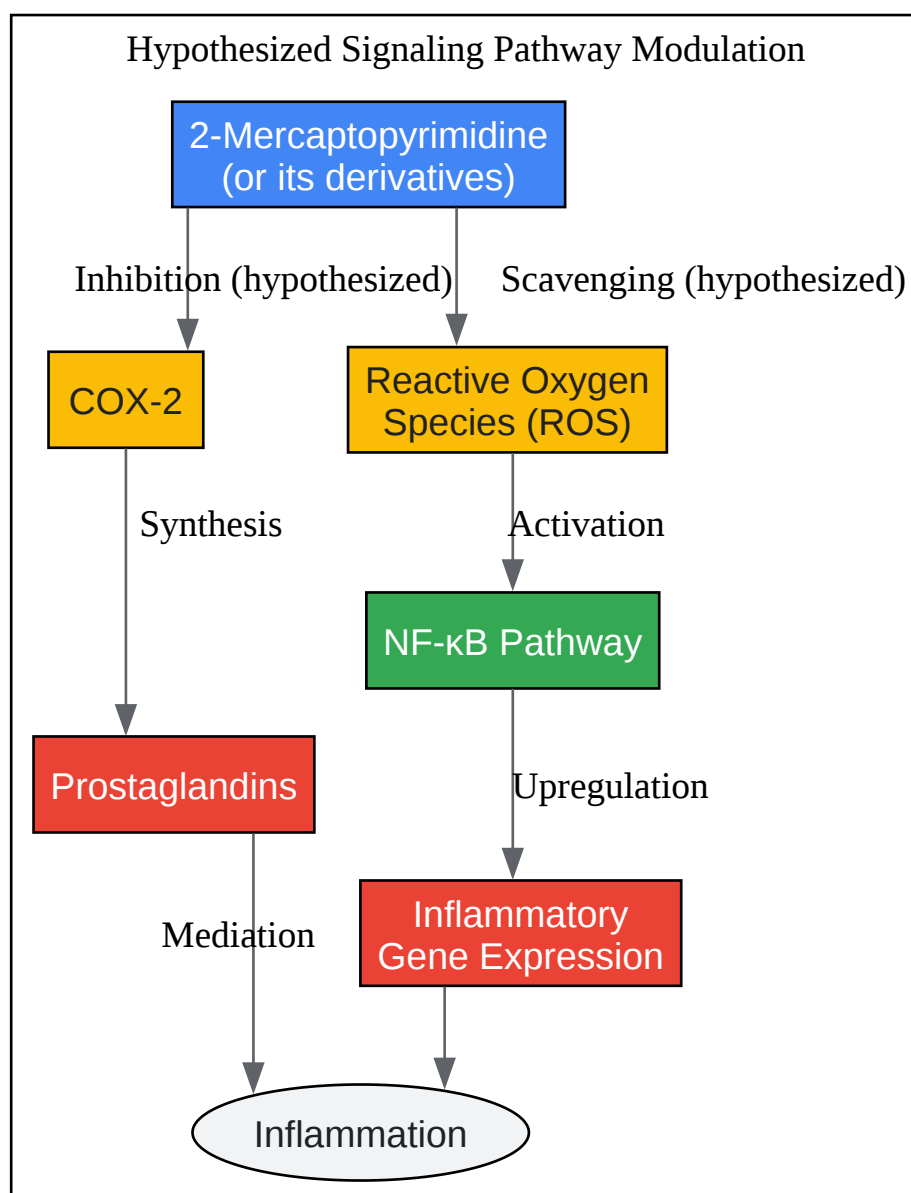 Hypothesized Signaling Pathway Modulation
2-Mercaptopyrimidine
(or its derivatives)
Inhibition (hypothesized)
Scavenging (hypothesized)
COX-2
Reactive Oxygen
Species (ROS)
Synthesis
Activation
NF-κB Pathway
Prostaglandins
Upregulation
Mediation
Inflammatory
Gene Expression
Inflammation